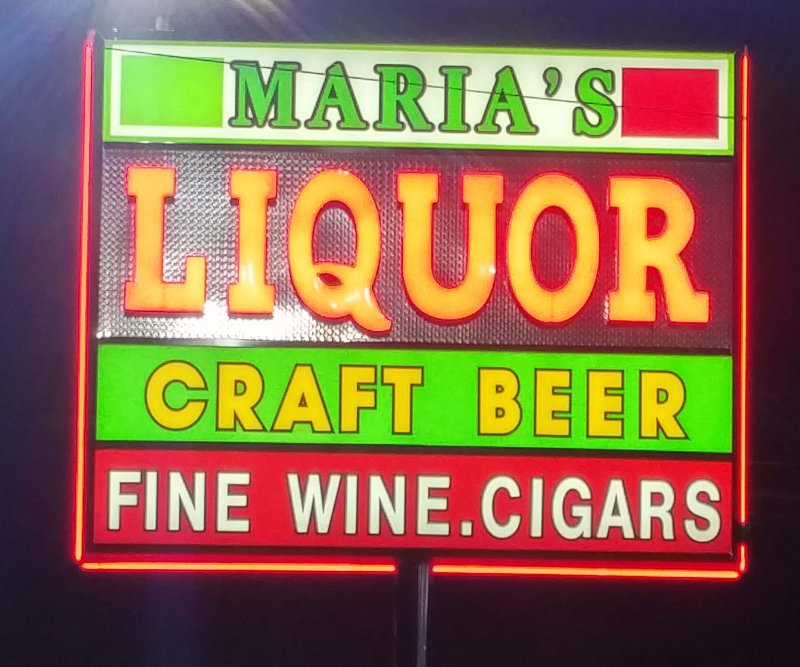 MARIA'S
LIQUOR
CRAFT BEER
FINE WINE.CIGARS